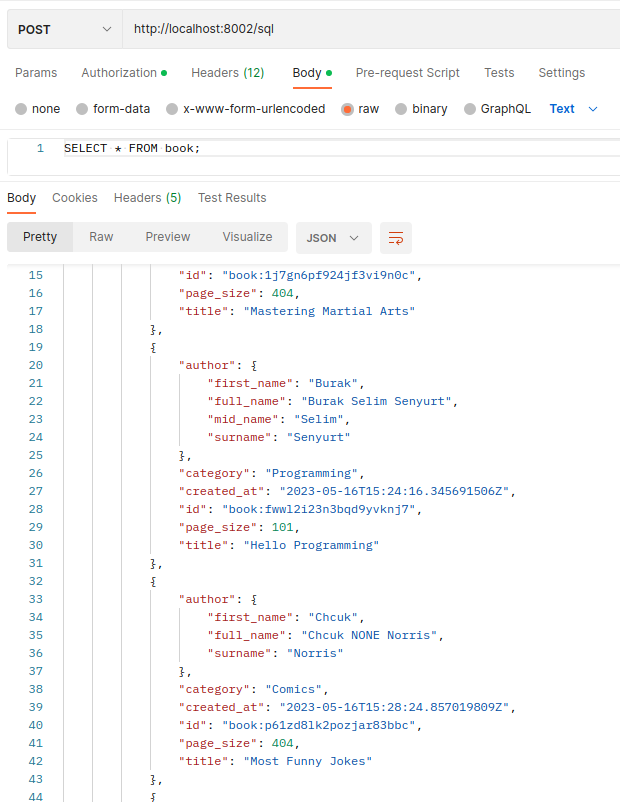 POST http://localhost:8002/sql
Params Authorization Headers (12) Body Pre-request Script Tests Settings
none form-data x-www-form-urlencoded raw binary GraphQL Text
1 SELECT * FROM book;
Body Cookies Headers (5) Test Results
Pretty Raw Preview Visualize JSON
15 "id": "book:1j7gn6pf924jf3vi9n0c",
16 "page_size": 404,
17 "title": "Mastering Martial Arts"
18 },
19 {
20 "author": {
21 "first_name": "Burak",
22 "full_name": "Burak Selim Senyurt",
23 "mid_name": "Selim",
24 "surname": "Senyurt"
25 },
26 "category": "Programming",
27 "created_at": "2023-05-16T15:24:16.345691506Z",
28 "id": "book:fwwl2i23n3bqd9yvknj7",
29 "page_size": 101,
30 "title": "Hello Programming"
31 },
32 {
33 "author": {
34 "first_name": "Chcuk",
35 "full_name": "Chcuk NONE Norris",
36 "surname": "Norris"
37 },
38 "category": "Comics",
39 "created_at": "2023-05-16T15:28:24.857019809Z",
40 "id": "book:p61zd8lk2pozjar83bbc",
41 "page_size": 404,
42 "title": "Most Funny Jokes"
43 },
44 {